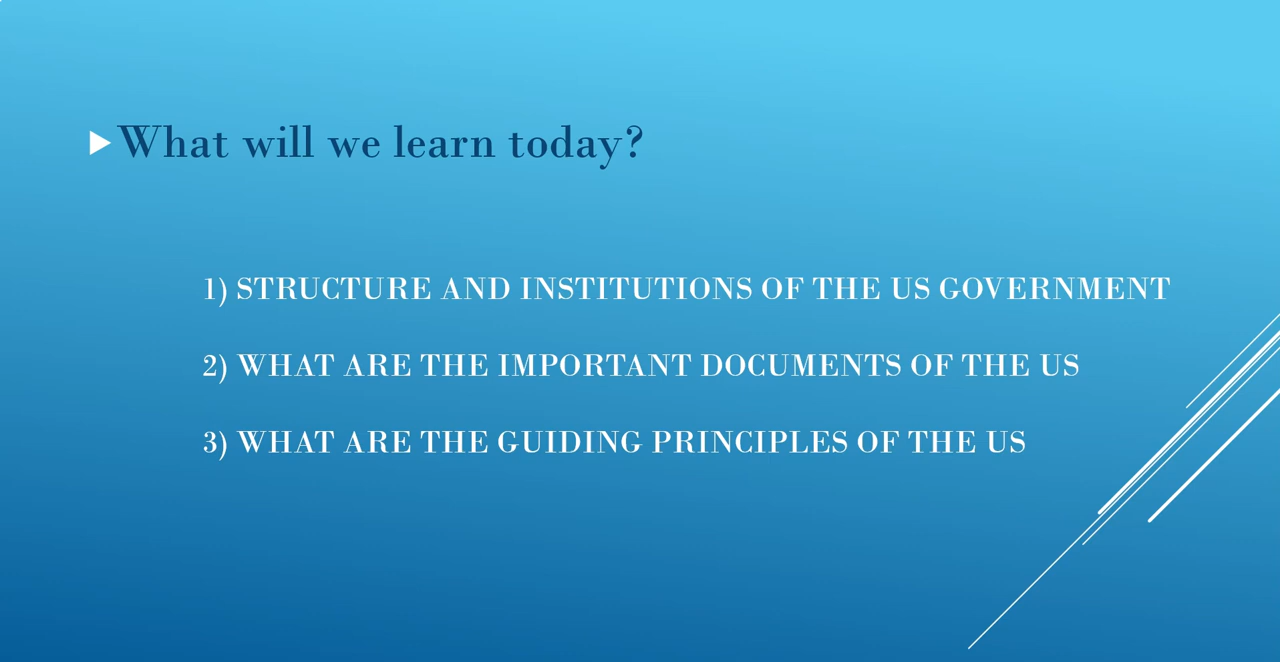 What will we learn today?
1) STRUCTURE AND INSTITUTIONS OF THE US GOVERNMENT
2) WHAT ARE THE IMPORTANT DOCUMENTS OF THE US
3) WHAT ARE THE GUIDING PRINCIPLES OF THE US